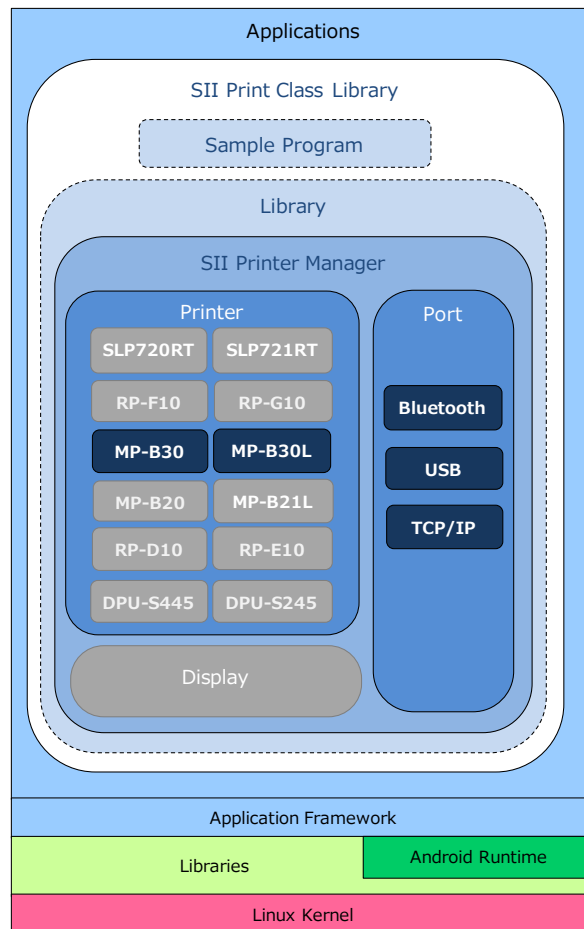 Applications
SII Print Class Library
Sample Program
Library
SII Printer Manager
Printer
Port
SLP720RT
SLP721RT
RP-F10
RP-G10
Bluetooth
MP-B30
MP-B30L
USB
MP-B20
MP-B21L
TCP/IP
RP-D10
RP-E10
DPU-S445
DPU-S245
Display
Application Framework
Libraries
Android Runtime
Linux Kernel